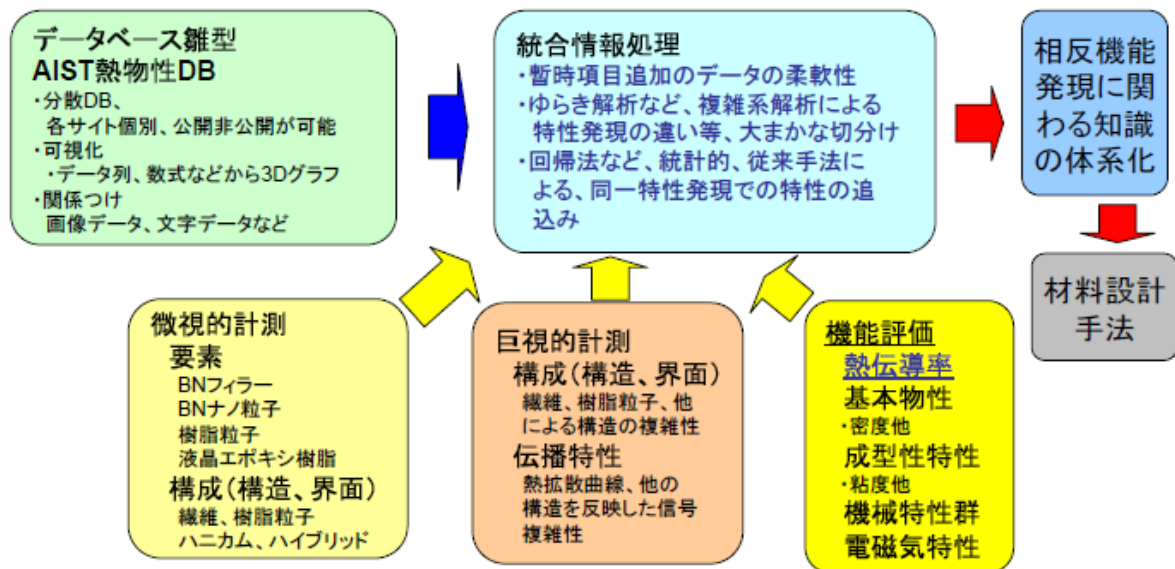 データベース雛型
AIST熱物性DB
・分散DB、
各サイト個別、公開非公開が可能
・可視化
・データ列、数式などから3Dグラフ
・関係つけ
画像データ、文字データなど
統合情報処理
・暫時項目追加のデータの柔軟性
・ゆらき解析など、複雑系解析による
特性発現の違い等、大まかな切分け
・回帰法など、統計的、従来手法に
よる、同一特性発現での特性の追
込み
相反機能
発現に関
わる知識
の体系化
材料設計
手法
微視的計測
要素
BNフィラー
BNナノ粒子
樹脂粒子
液晶エポキシ樹脂
構成(構造、界面)
繊維、樹脂粒子
ハニカム、ハイブリッド
巨視的計測
構成(構造、界面)
繊維、樹脂粒子、他
による構造の複雑性
伝播特性
熱拡散曲線、他の
構造を反映した信号
複雑性
機能評価
熱伝導率
基本物性
・密度他
成型性特性
・粘度他
機械特性群
電磁気特性